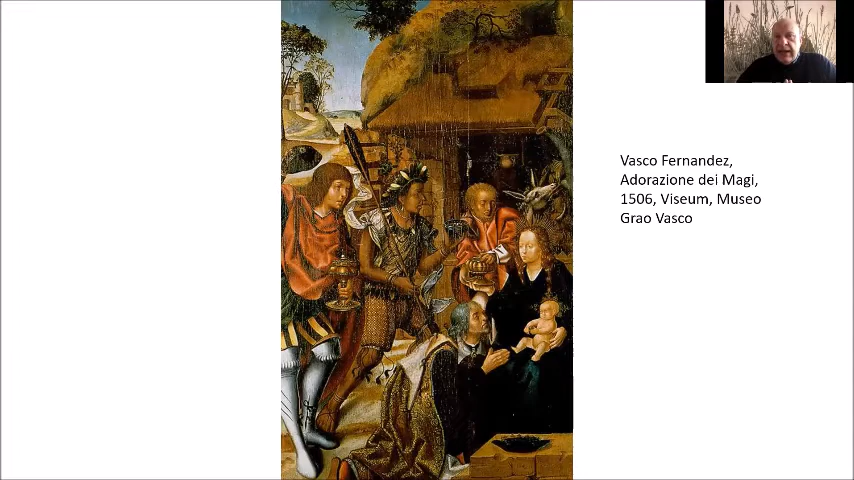 Vasco Fernandez,
Adorazione dei Magi,
1506, Viseum, Museo
Grao Vasco